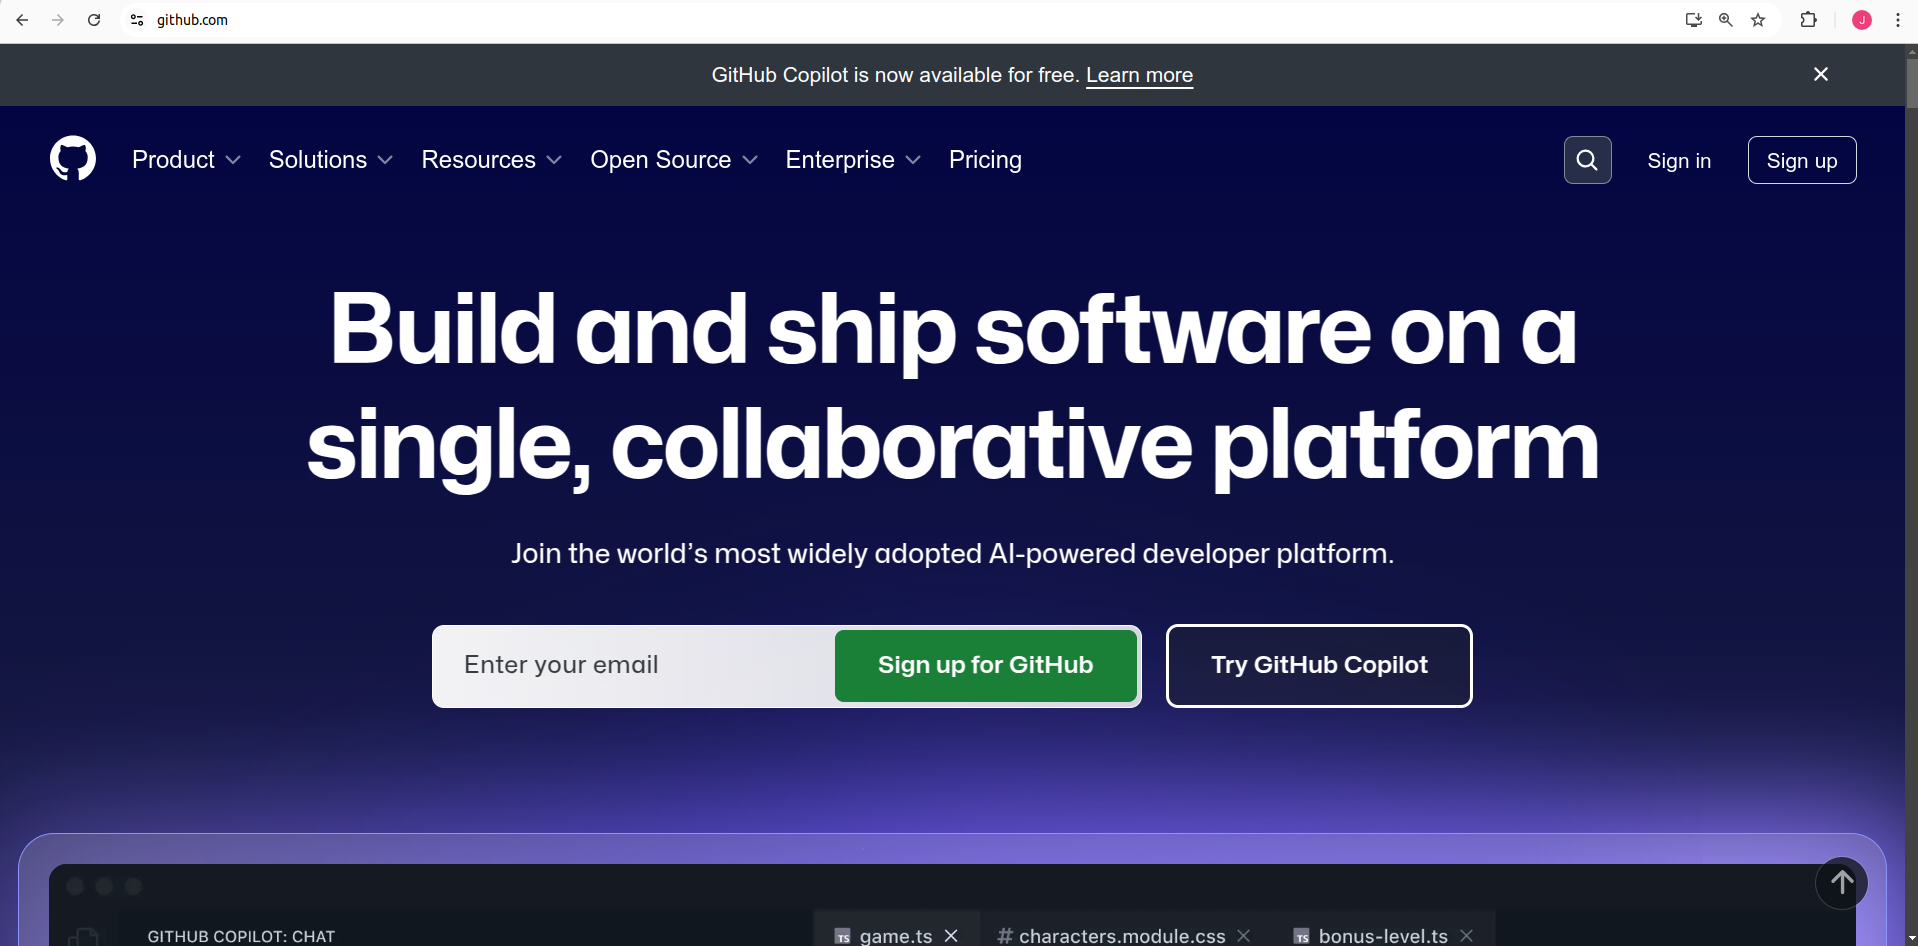 github.com
J
GitHub Copilot is now available for free. Learn more
Product Solutions Resources Open Source Enterprise Pricing Sign in Sign up
Build and ship software on a
single, collaborative platform
Join the world’s most widely adopted AI-powered developer platform.
Enter your email Sign up for GitHub Try GitHub Copilot
GITHUB COPILOT: CHAT TS game.ts # characters.module.css TS bonus-level.ts